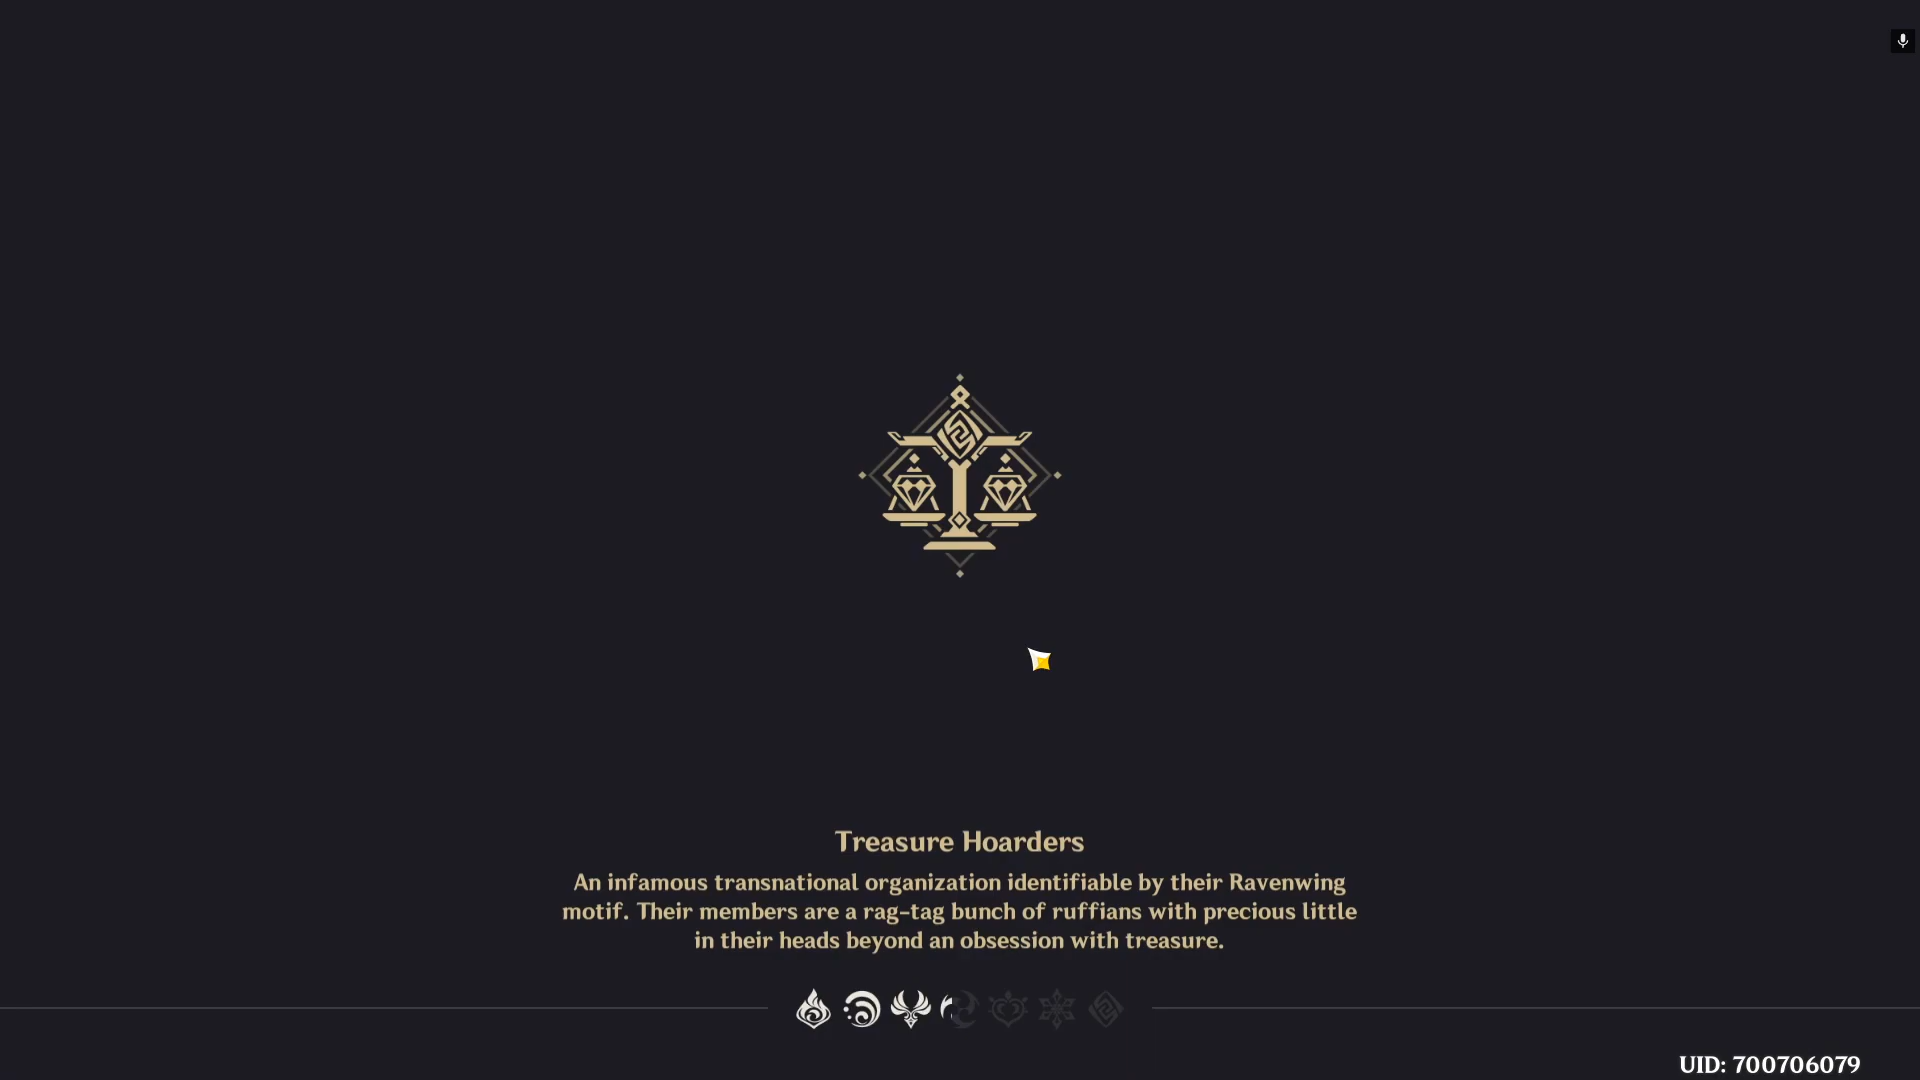 Treasure Hoarders
An infamous transnational organization identifiable by their Ravenwing
motif. Their members are a rag-tag bunch of ruffians with precious little
in their heads beyond an obsession with treasure.
UID: 700706079